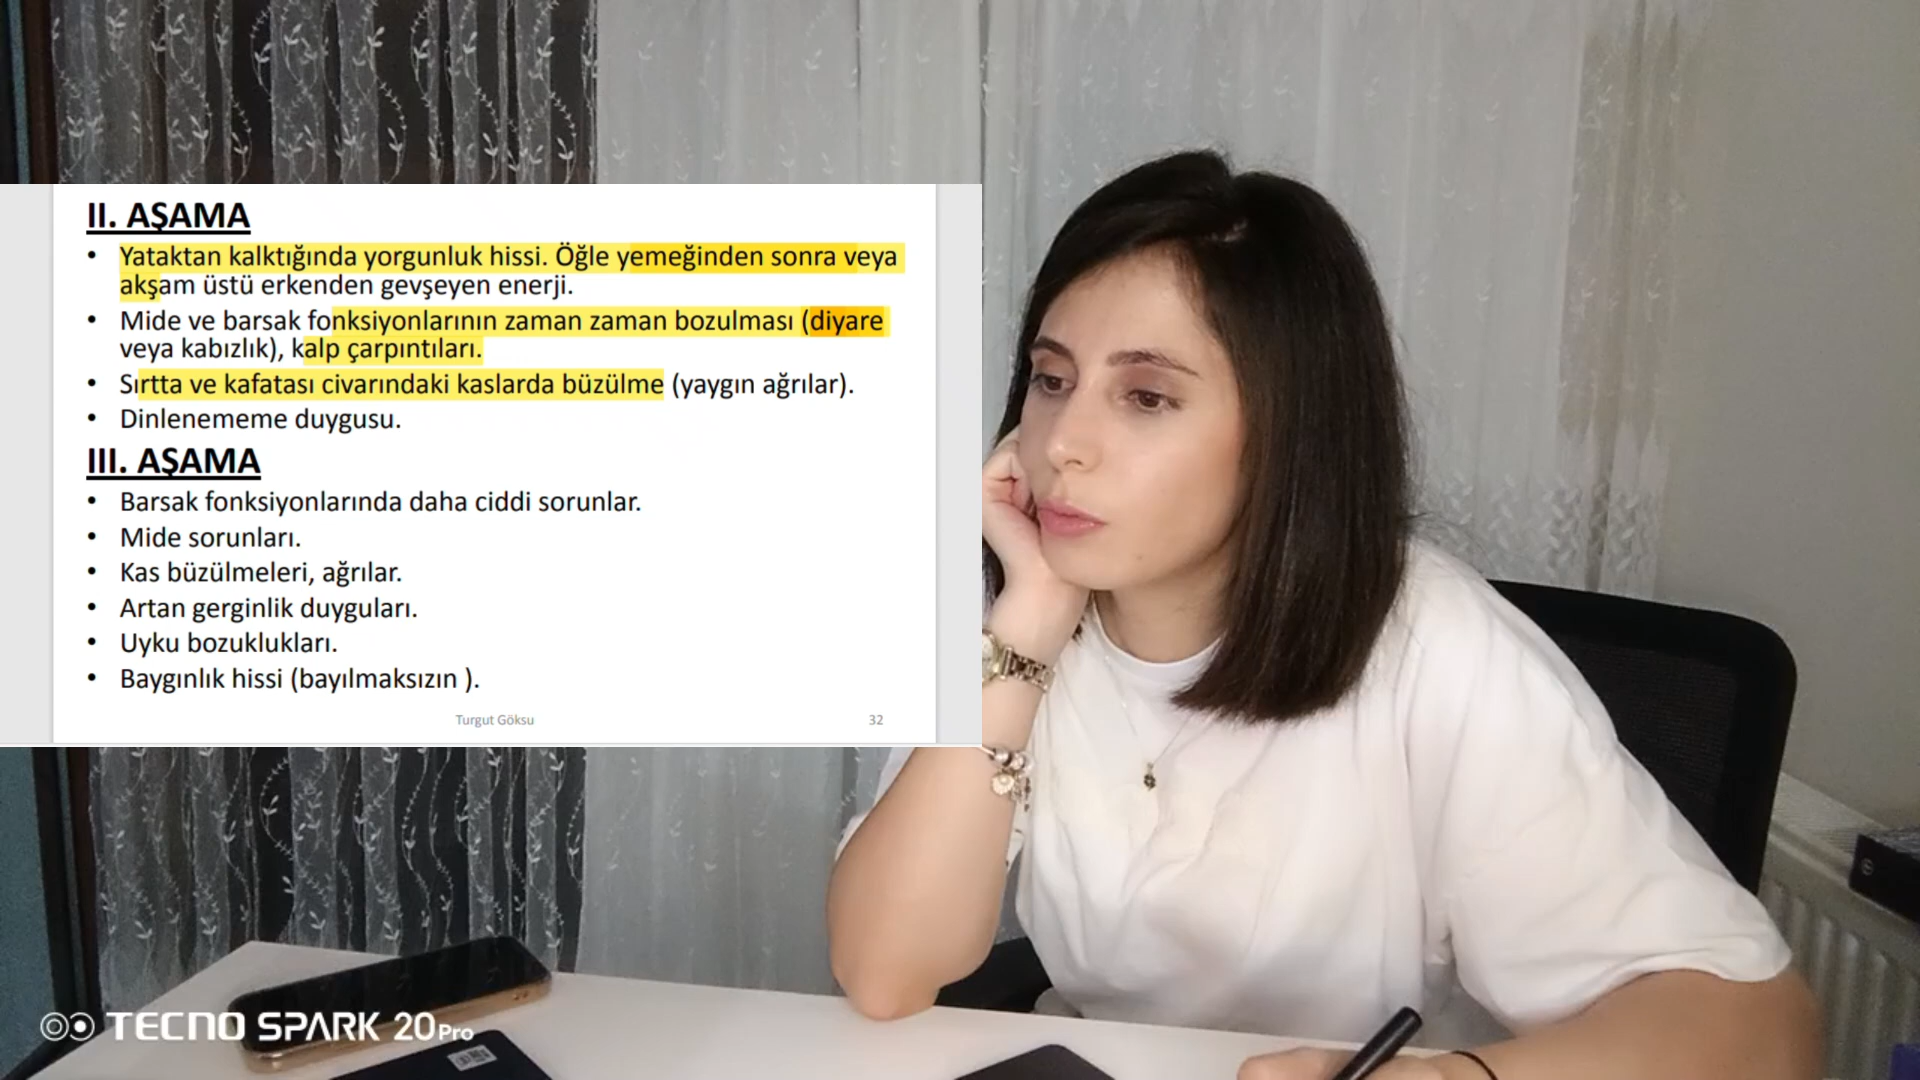 II. AŞAMA
• Yataktan kalktığında yorgunluk hissi. Öğle yemeğinden sonra veya
akşam üstü erkenden gevşeyen enerji.
• Mide ve barsak fonksiyonlarının zaman zaman bozulması (diyare
veya kabızlık), kalp çarpıntıları.
• Sırtta ve kafatası civarındaki kaslarda büzülme (yaygın ağrılar).
• Dinlenememe duygusu.
III. AŞAMA
• Barsak fonksiyonlarında daha ciddi sorunlar.
• Mide sorunları.
• Kas büzülmeleri, ağrılar.
• Artan gerginlik duyguları.
• Uyku bozuklukları.
• Baygınlık hissi (bayılmaksızın ).
Turgut Göksu 32
TECNO SPARK 20Pro